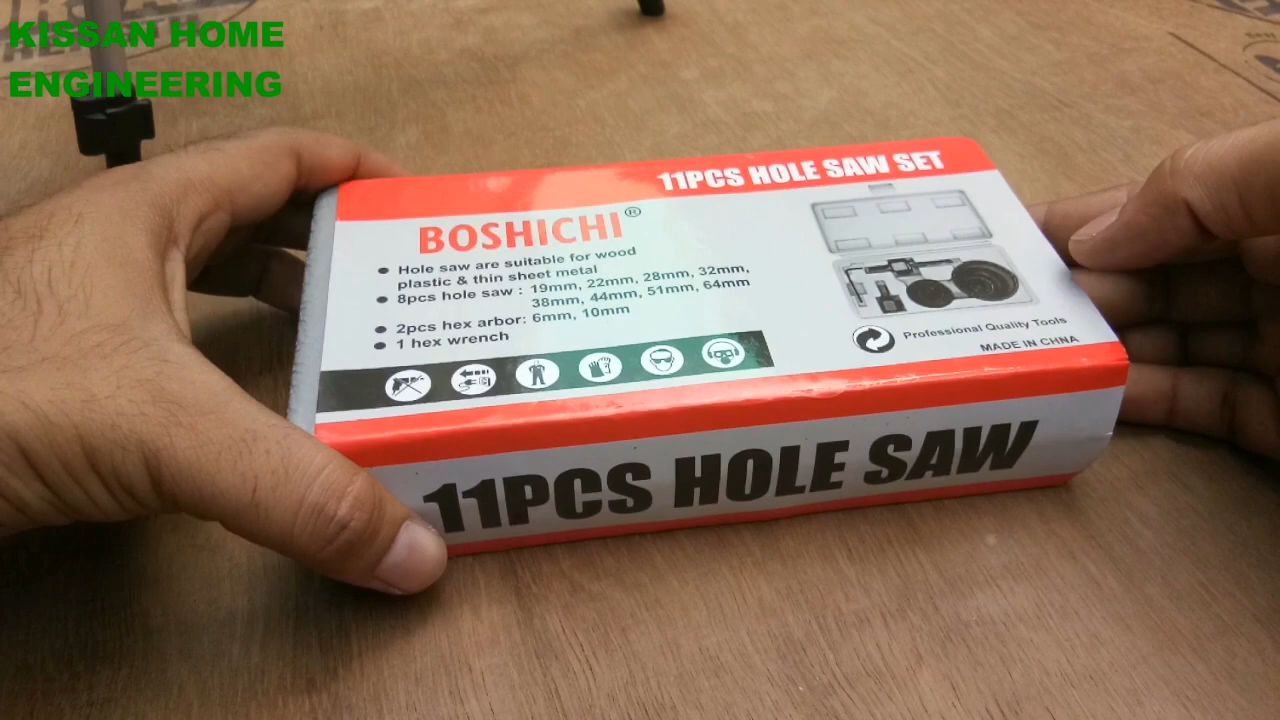 KISSAN HOME
ENGINEERING
11PCS HOLE SAW SET
BOSHICHI®
● Hole saw are suitable for wood
plastic & thin sheet metal
● 8pcs hole saw : 19mm, 22mm, 28mm, 32mm,
38mm, 44mm, 51mm, 64mm
● 2pcs hex arbor: 6mm, 10mm
● 1 hex wrench
Professional Quality Tools
MADE IN CHNA
11PCS HOLE SAW